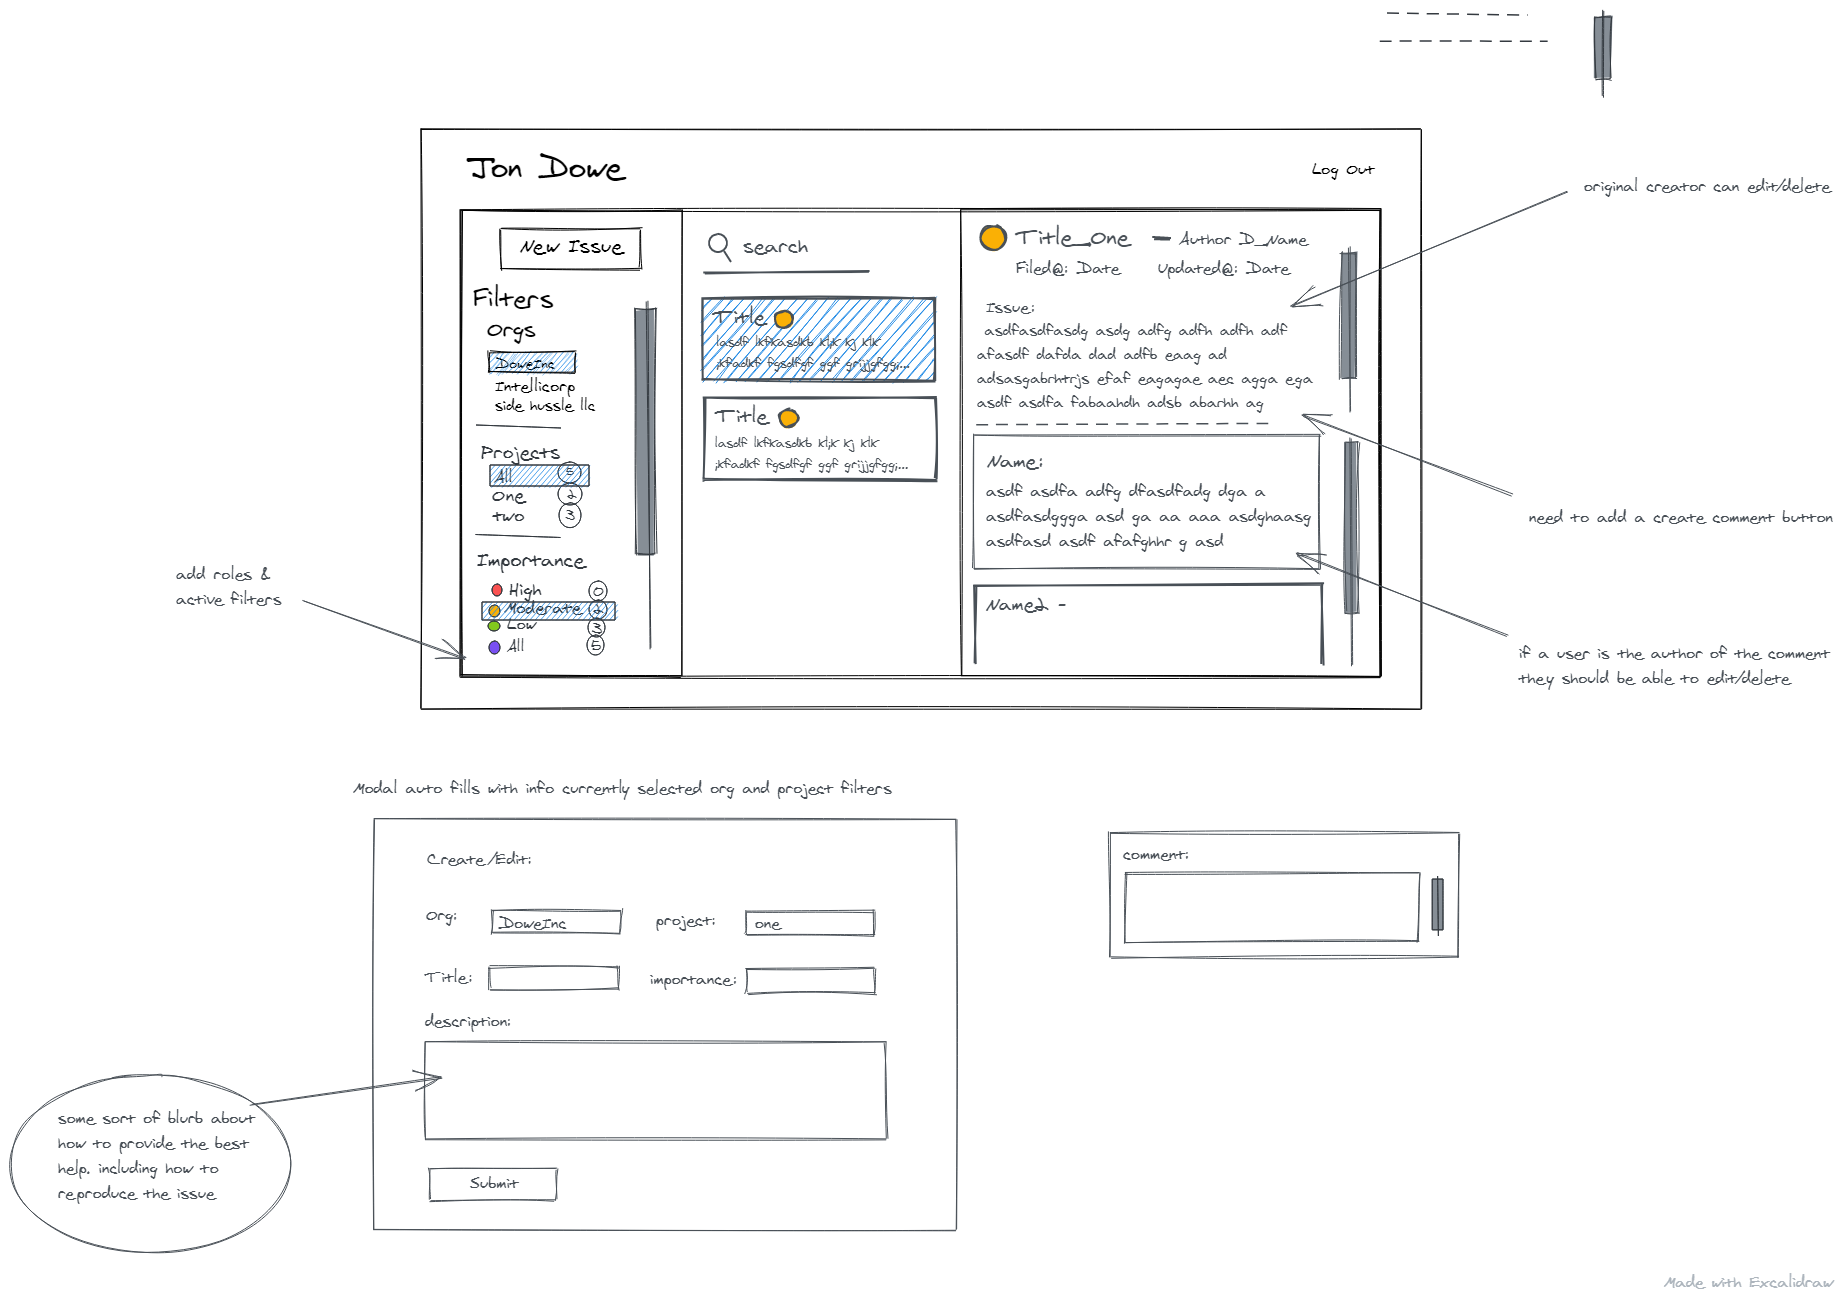 Jon Dowe
Log Out
original creator can edit/delete
New Issue
Filters
Orgs
DoweInc
Intellicorp
side hussle llc
Projects
All 5
One 2
two 3
Importance
High 0
Moderate 2
Low 3
All 5
add roles &
active filters
search
Title
lasdf lkfkasdkb kl;k kj klk
;kfadkf fgsdfgf ggf grijjgfgg;...
Title
lasdf lkfkasdkb kl;k kj klk
;kfadkf fgsdfgf ggf grijjgfgg;...
Title_One - Author D_Name
Filed@: Date Updated@: Date
Issue:
asdfasdfasdg asdg adfg adfh adfh adf
afasdf dafda dad adfb eaag ad
adsasgabrhtrjs efaf eagagae aec agga ega
asdf asdfa fabaahdh adsb abarhh ag
Name:
asdf asdfa adfg dfasdfadg dga a
asdfasdggga asd ga aa aaa asdghaasg
asdfasd asdf afafghhr g asd
Name2 -
need to add a create comment button
if a user is the author of the comment
they should be able to edit/delete
Modal auto fills with info currently selected org and project filters
Create/Edit:
Org: DoweInc project: one
Title: importance:
description:
Submit
some sort of blurb about
how to provide the best
help. including how to
reproduce the issue
comment:
Made with Excalidraw